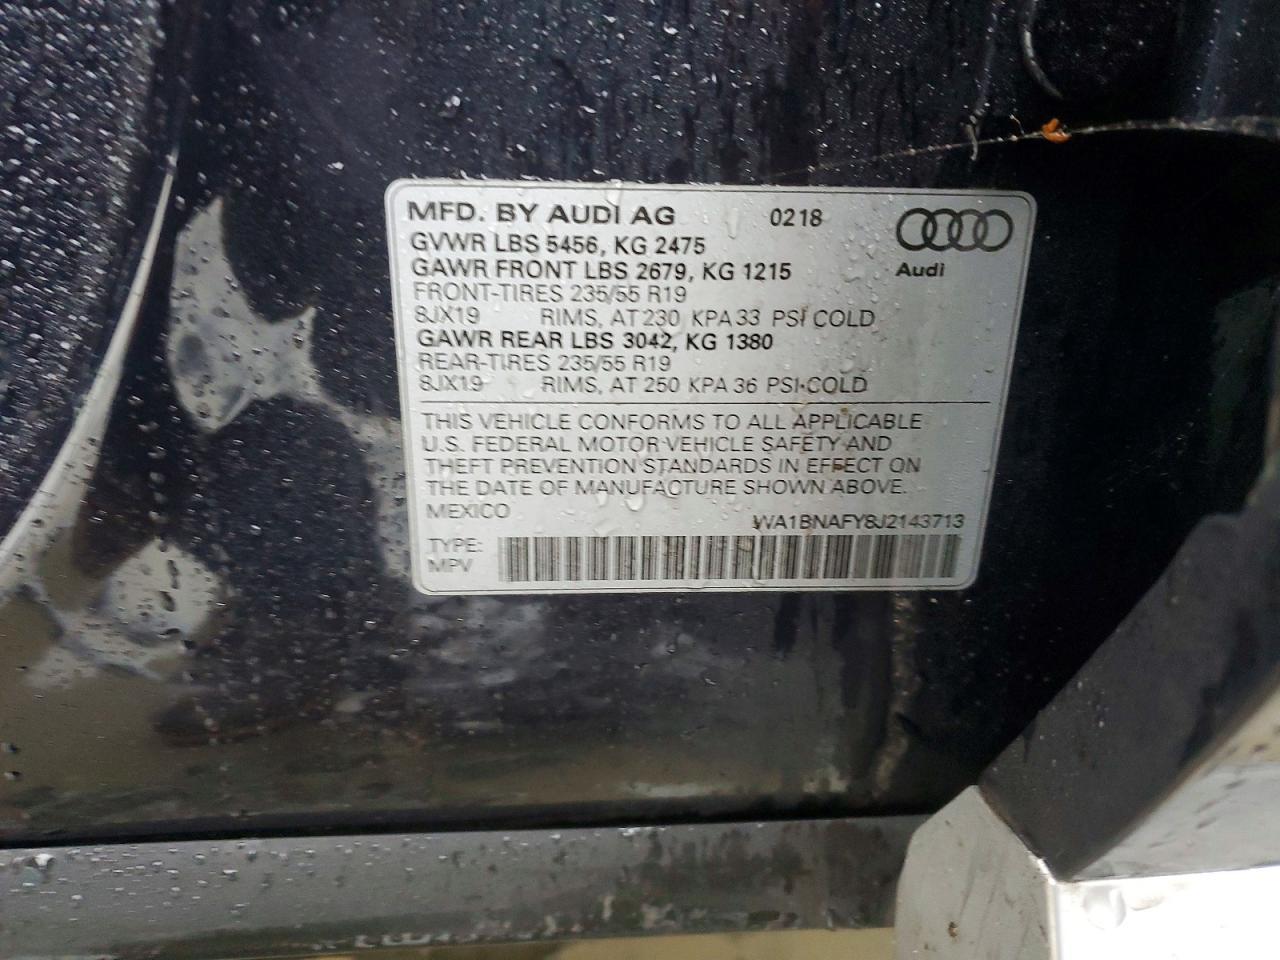 MFD. BY AUDI AG 0218
GVWR LBS 5456, KG 2475
GAWR FRONT LBS 2679, KG 1215
Audi
FRONT-TIRES 235/55 R19
8JX19 RIMS, AT 230 KPA 33 PSI COLD
GAWR REAR LBS 3042, KG 1380
REAR-TIRES 235/55 R19
8JX19 RIMS, AT 250 KPA 36 PSI COLD
THIS VEHICLE CONFORMS TO ALL APPLICABLE
U.S. FEDERAL MOTOR VEHICLE SAFETY AND
THEFT PREVENTION STANDARDS IN EFFECT ON
THE DATE OF MANUFACTURE SHOWN ABOVE.
MEXICO
WA1BNAFY8J2143713
TYPE:
MPV